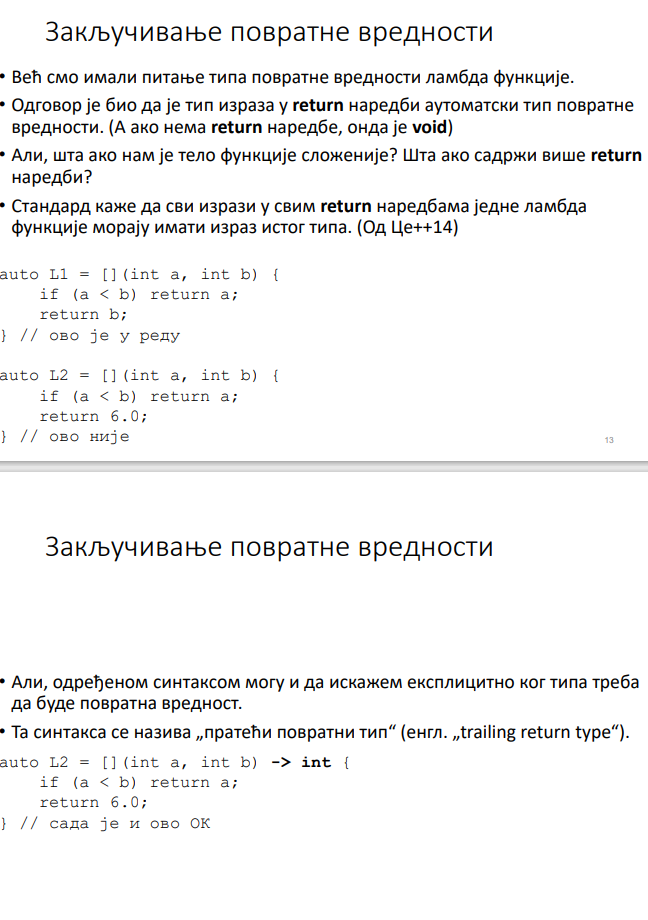 Закључивање повратне вредности
• Већ смо имали питање типа повратне вредности ламбда функције.
• Одговор је био да је тип израза у return наредби аутоматски тип повратне
вредности. (А ако нема return наредбе, онда је void)
• Али, шта ако нам је тело функције сложеније? Шта ако садржи више return
наредби?
• Стандард каже да сви изрази у свим return наредбама једне ламбда
функције морају имати израз истог типа. (Од Це++14)
auto L1 = [](int a, int b) {
    if (a < b) return a;
    return b;
} // ово је у реду
auto L2 = [](int a, int b) {
    if (a < b) return a;
    return 6.0;
} // ово није
13
Закључивање повратне вредности
• Али, одређеном синтаксом могу и да искажем експлицитно ког типа треба
да буде повратна вредност.
• Та синтакса се назива „пратећи повратни тип“ (енгл. „trailing return type“).
auto L2 = [](int a, int b) -> int {
    if (a < b) return a;
    return 6.0;
} // сада је и ово ОК